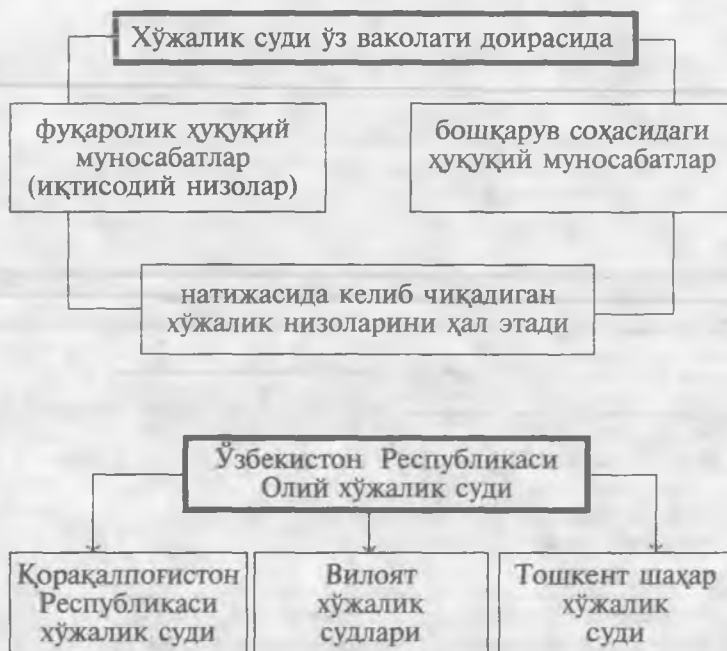 Хўжалик суди ўз ваколати доирасида
фуқаролик ҳуқуқий
муносабатлар
(иқтисодий низолар)
бошқарув соҳасидаги
ҳуқуқий муносабатлар
натижасида келиб чиқадиган
хўжалик низоларини ҳал этади
Ўзбекистон Республикаси
Олий хўжалик суди
Қорақалпоғистон
Республикаси
хўжалик суди
Вилоят
хўжалик
судлари
Тошкент шаҳар
хўжалик
суди